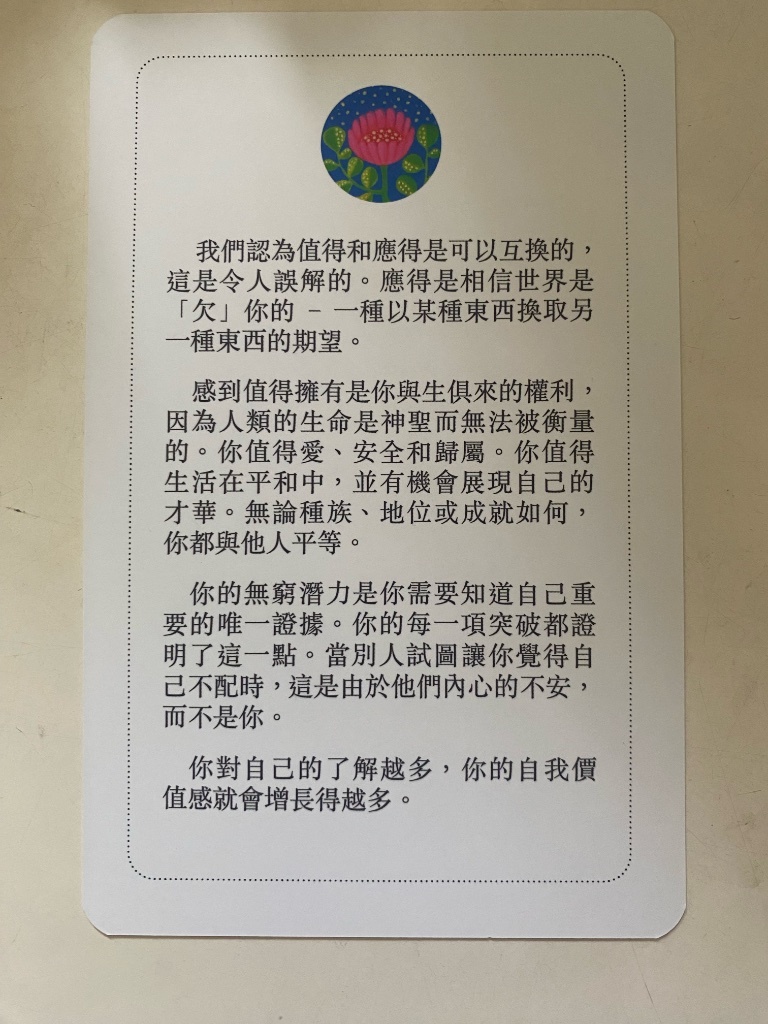 我們認為值得和應得是可以互換的，
這是令人誤解的。應得是相信世界是
「欠」你的 – 一種以某種東西換取另
一種東西的期望。
感到值得擁有是你與生俱來的權利，
因為人類的生命是神聖而無法被衡量
的。你值得愛、安全和歸屬。你值得
生活在平和中，並有機會展現自己的
才華。無論種族、地位或成就如何，
你都與他人平等。
你的無窮潛力是你需要知道自己重
要的唯一證據。你的每一項突破都證
明了這一點。當別人試圖讓你覺得自
己不配時，這是由於他們內心的不安，
而不是你。
你對自己的了解越多，你的自我價
值感就會增長得越多。